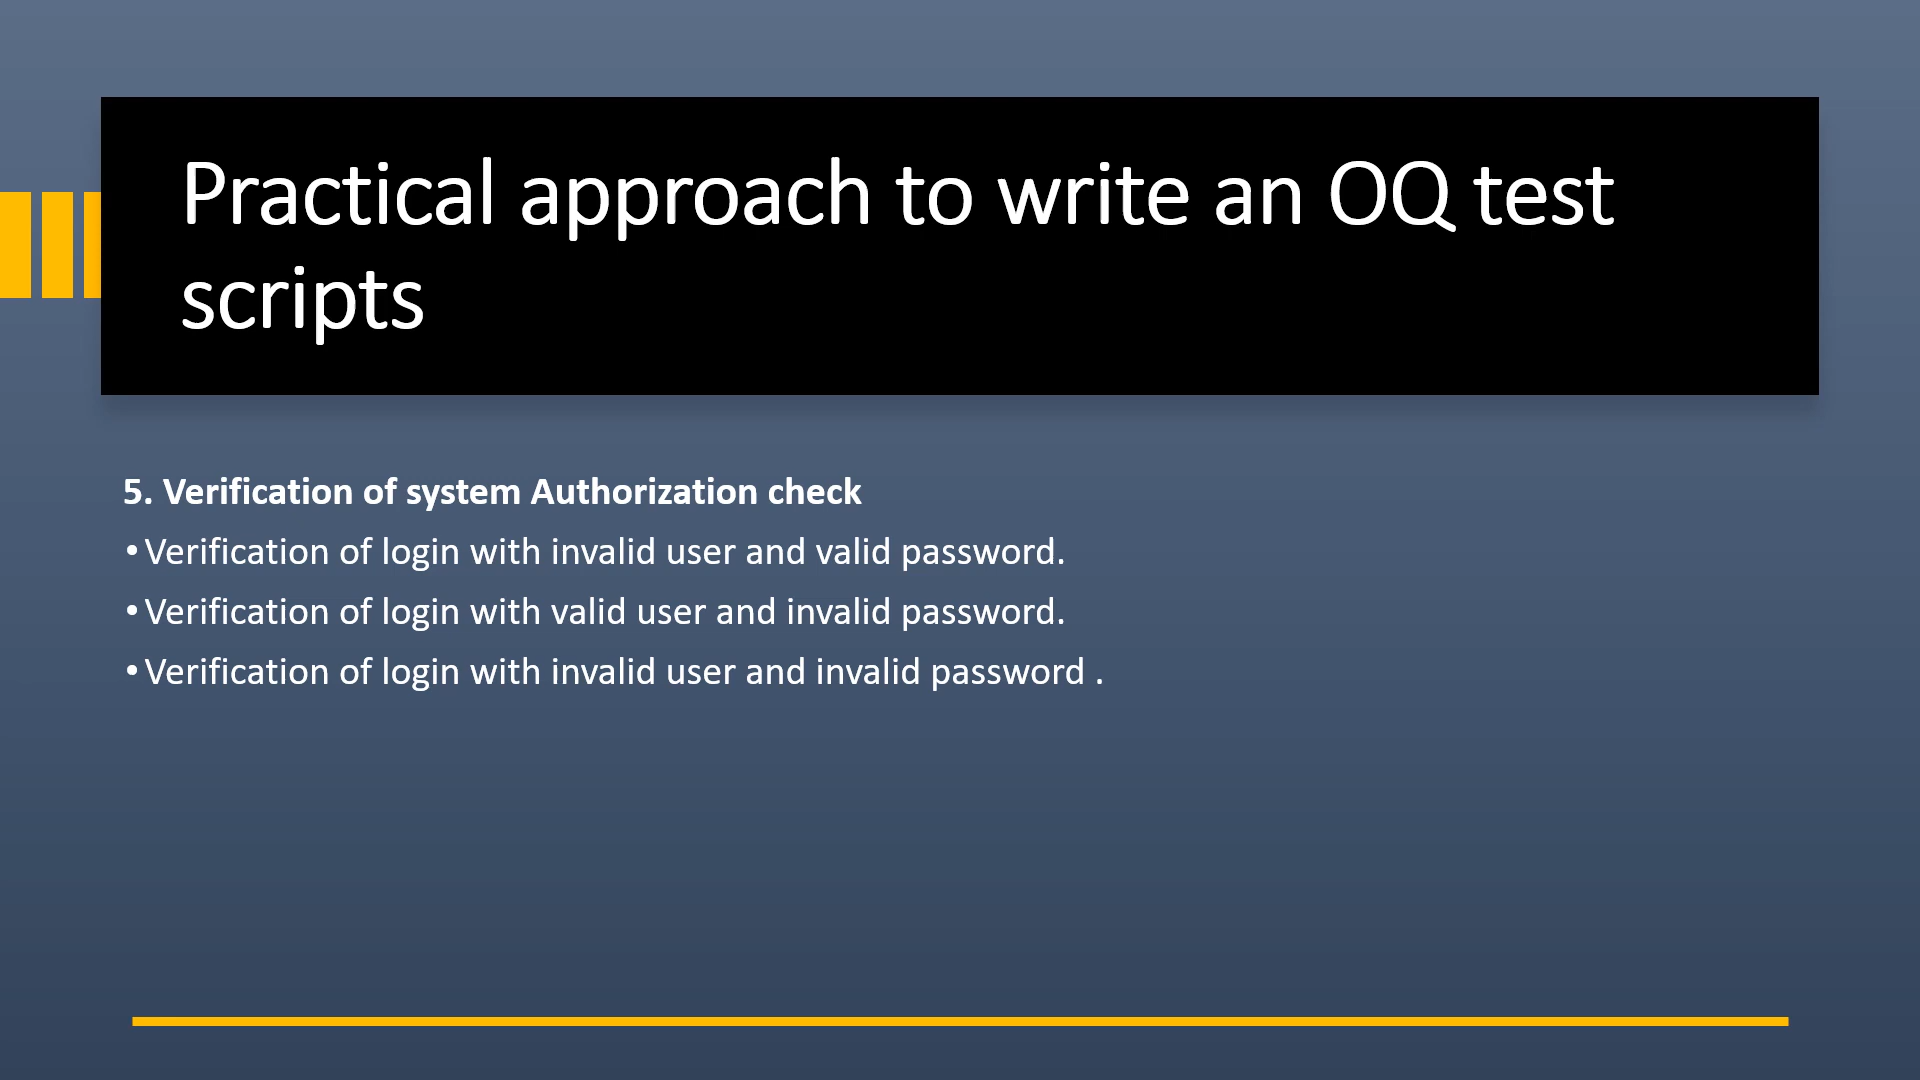 Practical approach to write an OQ test
scripts
5. Verification of system Authorization check
• Verification of login with invalid user and valid password.
• Verification of login with valid user and invalid password.
• Verification of login with invalid user and invalid password .